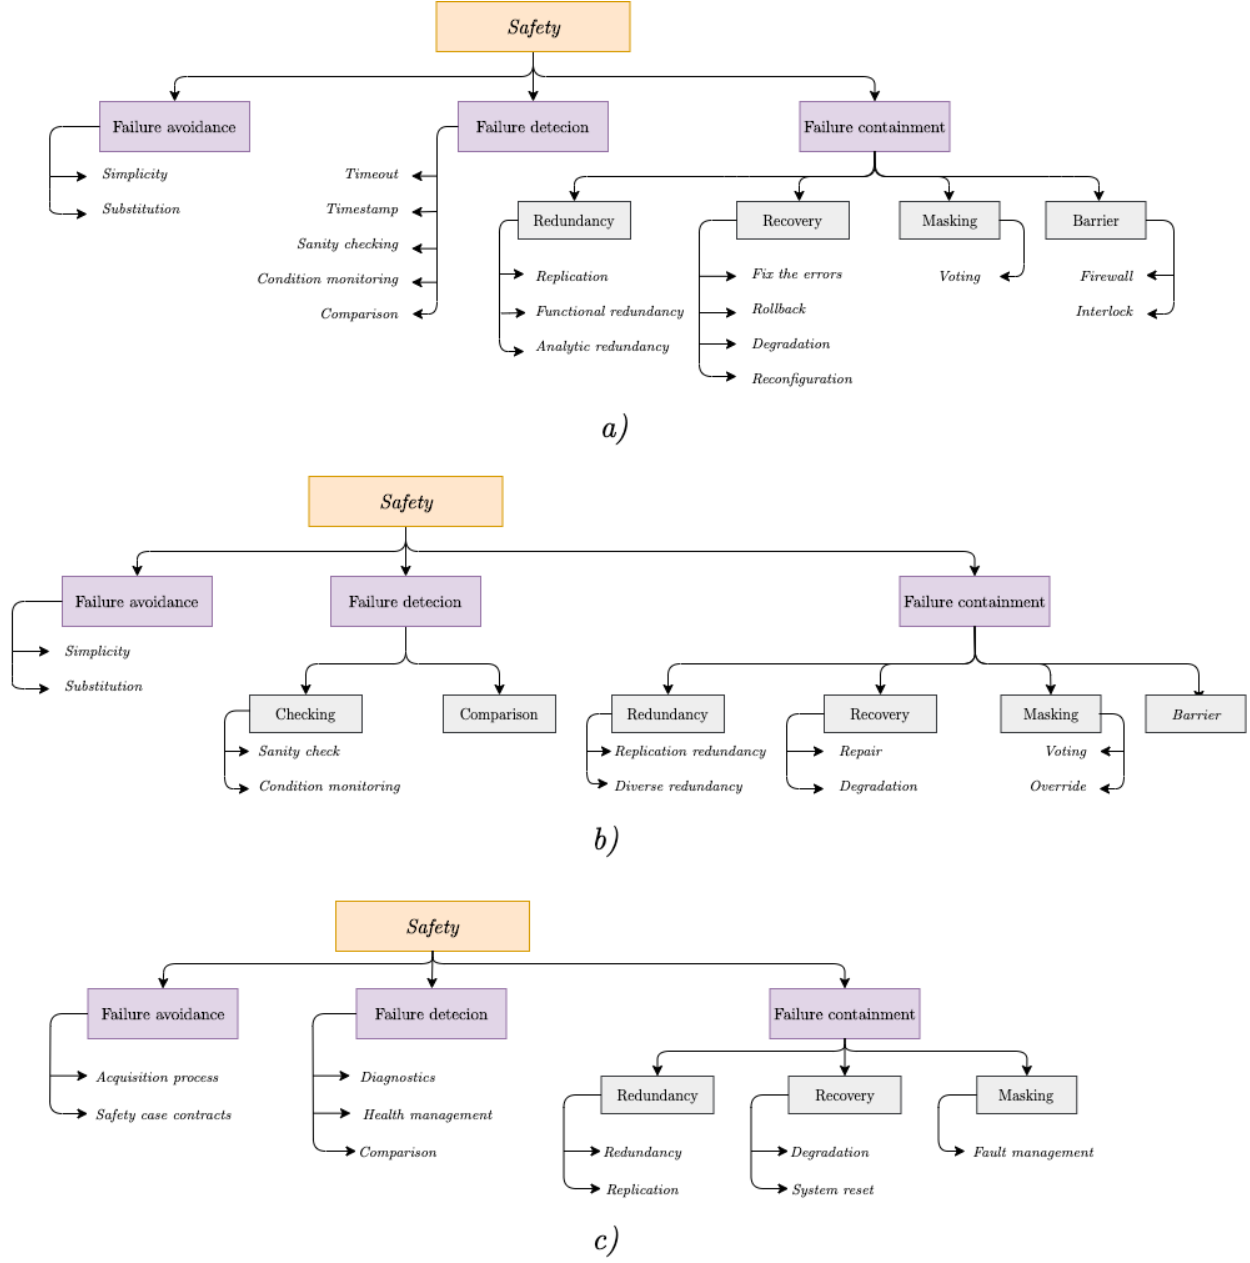 Safety
Failure avoidance
Failure detecion
Failure containment
Simplicity
Substitution
Timeout
Timestamp
Sanity checking
Condition monitoring
Comparison
Redundancy
Recovery
Masking
Barrier
Replication
Functional redundancy
Analytic redundancy
Fix the errors
Rollback
Degradation
Reconfiguration
Voting
Firewall
Interlock
a)
Safety
Failure avoidance
Failure detecion
Failure containment
Simplicity
Substitution
Checking
Comparison
Redundancy
Recovery
Masking
Barrier
Sanity check
Condition monitoring
Replication redundancy
Diverse redundancy
Repair
Degradation
Voting
Override
b)
Safety
Failure avoidance
Failure detecion
Failure containment
Acquisition process
Safety case contracts
Diagnostics
Health management
Comparison
Redundancy
Recovery
Masking
Redundancy
Replication
Degradation
System reset
Fault management
c)